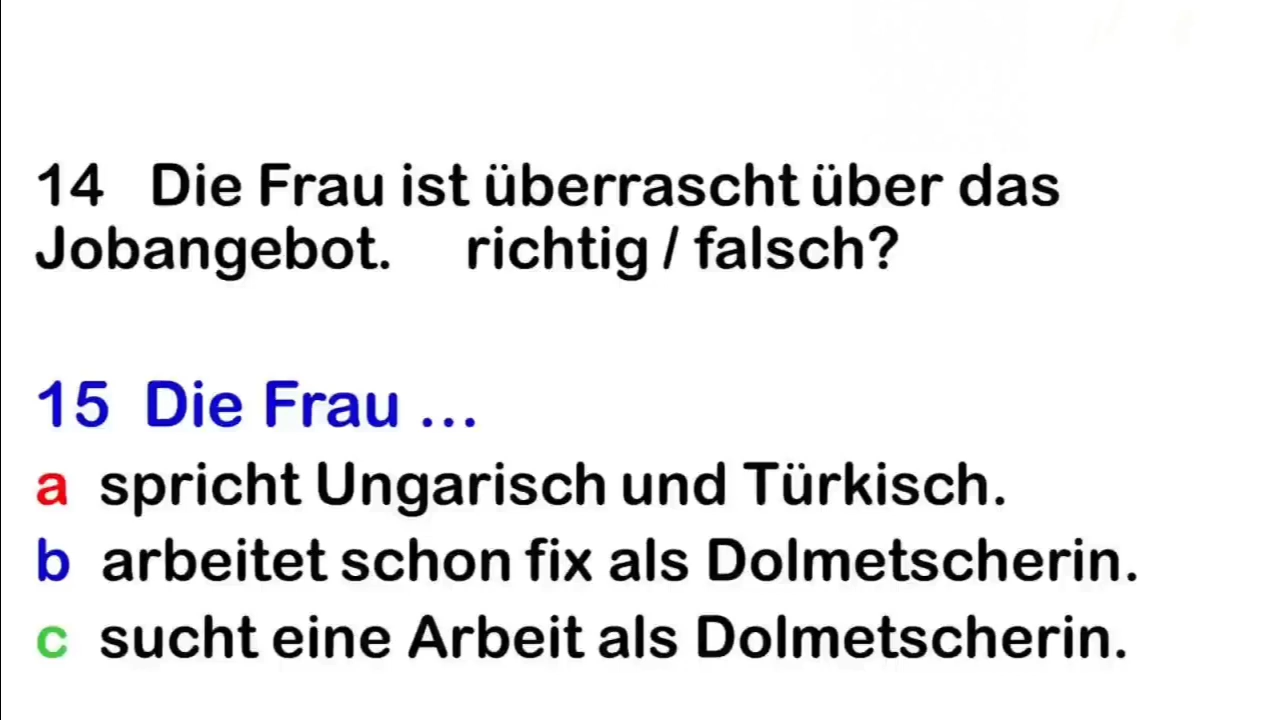 14 Die Frau ist überrascht über das
Jobangebot. richtig / falsch?
15 Die Frau ...
a spricht Ungarisch und Türkisch.
b arbeitet schon fix als Dolmetscherin.
c sucht eine Arbeit als Dolmetscherin.